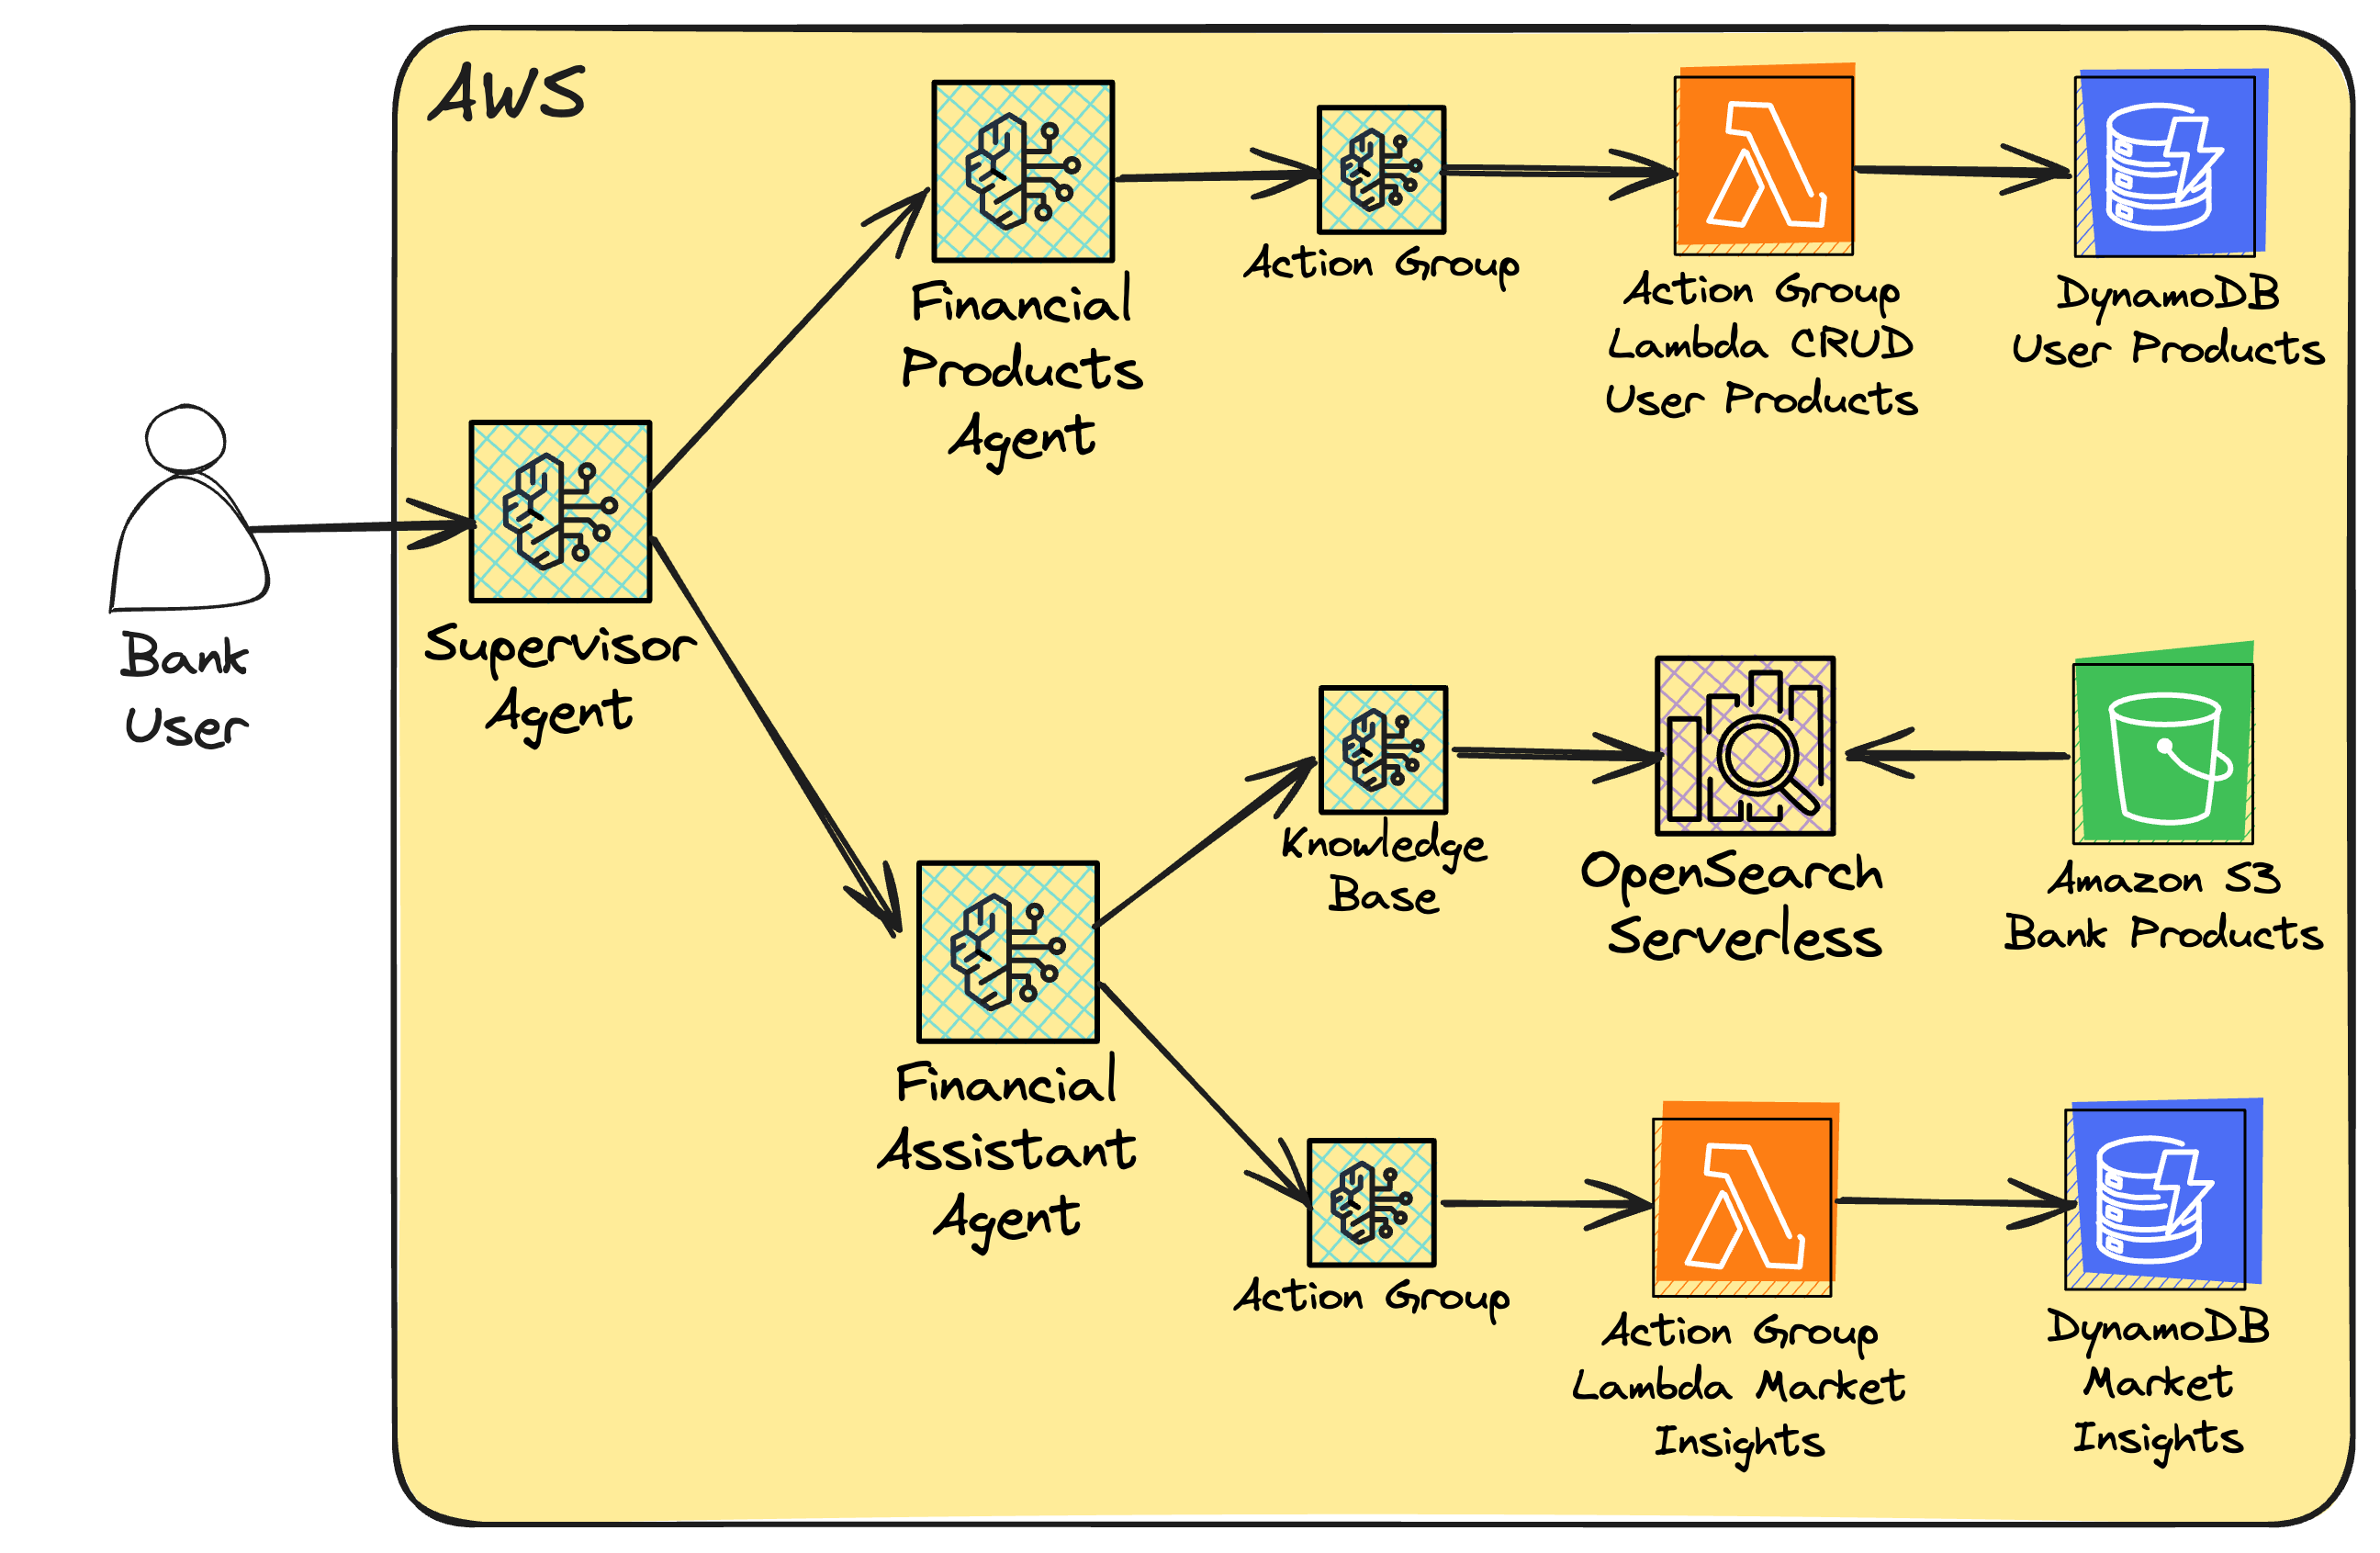 AWS
Financial
Products
Agent
Action Group
Action Group
Lambda CRUD
User Products
DynamoDB
User Products
Bank
User
Supervisor
Agent
Knowledge
Base
OpenSearch
Serverless
Amazon S3
Bank Products
Financial
Assistant
Agent
Action Group
Action Group
Lambda Market
Insights
DynamoDB
Market
Insights